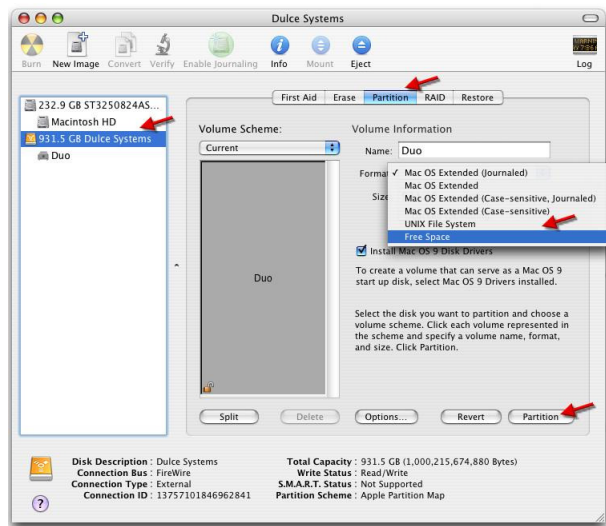 Dulce Systems
Burn New Image Convert Verify Enable Journaling Info Mount Eject Log
232.9 GB ST3250824AS...
Macintosh HD
931.5 GB Dulce Systems
Duo
First Aid Erase Partition RAID Restore
Volume Scheme:
Current
Duo
Volume Information
Name: Duo
Format
✓ Mac OS Extended (Journaled)
Mac OS Extended
Mac OS Extended (Case-sensitive, Journaled)
Mac OS Extended (Case-sensitive)
UNIX File System
Free Space
Size
Install Mac OS 9 Disk Drivers
To create a volume that can serve as a Mac OS 9
start up disk, select Mac OS 9 Drivers installed.
Select the disk you want to partition and choose a
volume scheme. Click each volume represented in
the scheme and specify a volume name, format,
and size. Click Partition.
Split Delete Options... Revert Partition
Disk Description : Dulce Systems
Connection Bus : FireWire
Connection Type : External
Connection ID : 13757101846962841
Total Capacity : 931.5 GB (1,000,215,674,880 Bytes)
Write Status : Read/Write
S.M.A.R.T. Status : Not Supported
Partition Scheme : Apple Partition Map
?